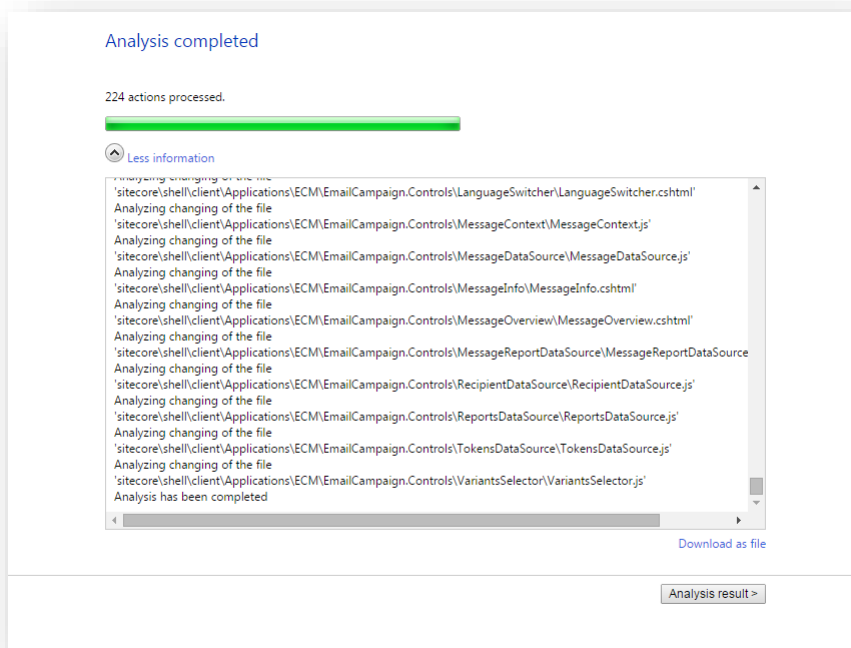 Analysis completed
224 actions processed.
Less information
Analyzing changing of the file
'sitecore\shell\client\Applications\ECM\EmailCampaign.Controls\LanguageSwitcher\LanguageSwitcher.cshtml'
Analyzing changing of the file
'sitecore\shell\client\Applications\ECM\EmailCampaign.Controls\MessageContext\MessageContext.js'
Analyzing changing of the file
'sitecore\shell\client\Applications\ECM\EmailCampaign.Controls\MessageDataSource\MessageDataSource.js'
Analyzing changing of the file
'sitecore\shell\client\Applications\ECM\EmailCampaign.Controls\MessageInfo\MessageInfo.cshtml'
Analyzing changing of the file
'sitecore\shell\client\Applications\ECM\EmailCampaign.Controls\MessageOverview\MessageOverview.cshtml'
Analyzing changing of the file
'sitecore\shell\client\Applications\ECM\EmailCampaign.Controls\MessageReportDataSource\MessageReportDataSource
Analyzing changing of the file
'sitecore\shell\client\Applications\ECM\EmailCampaign.Controls\RecipientDataSource\RecipientDataSource.js'
Analyzing changing of the file
'sitecore\shell\client\Applications\ECM\EmailCampaign.Controls\ReportsDataSource\ReportsDataSource.js'
Analyzing changing of the file
'sitecore\shell\client\Applications\ECM\EmailCampaign.Controls\TokensDataSource\TokensDataSource.js'
Analyzing changing of the file
'sitecore\shell\client\Applications\ECM\EmailCampaign.Controls\VariantsSelector\VariantsSelector.js'
Analysis has been completed
Download as file
Analysis result >